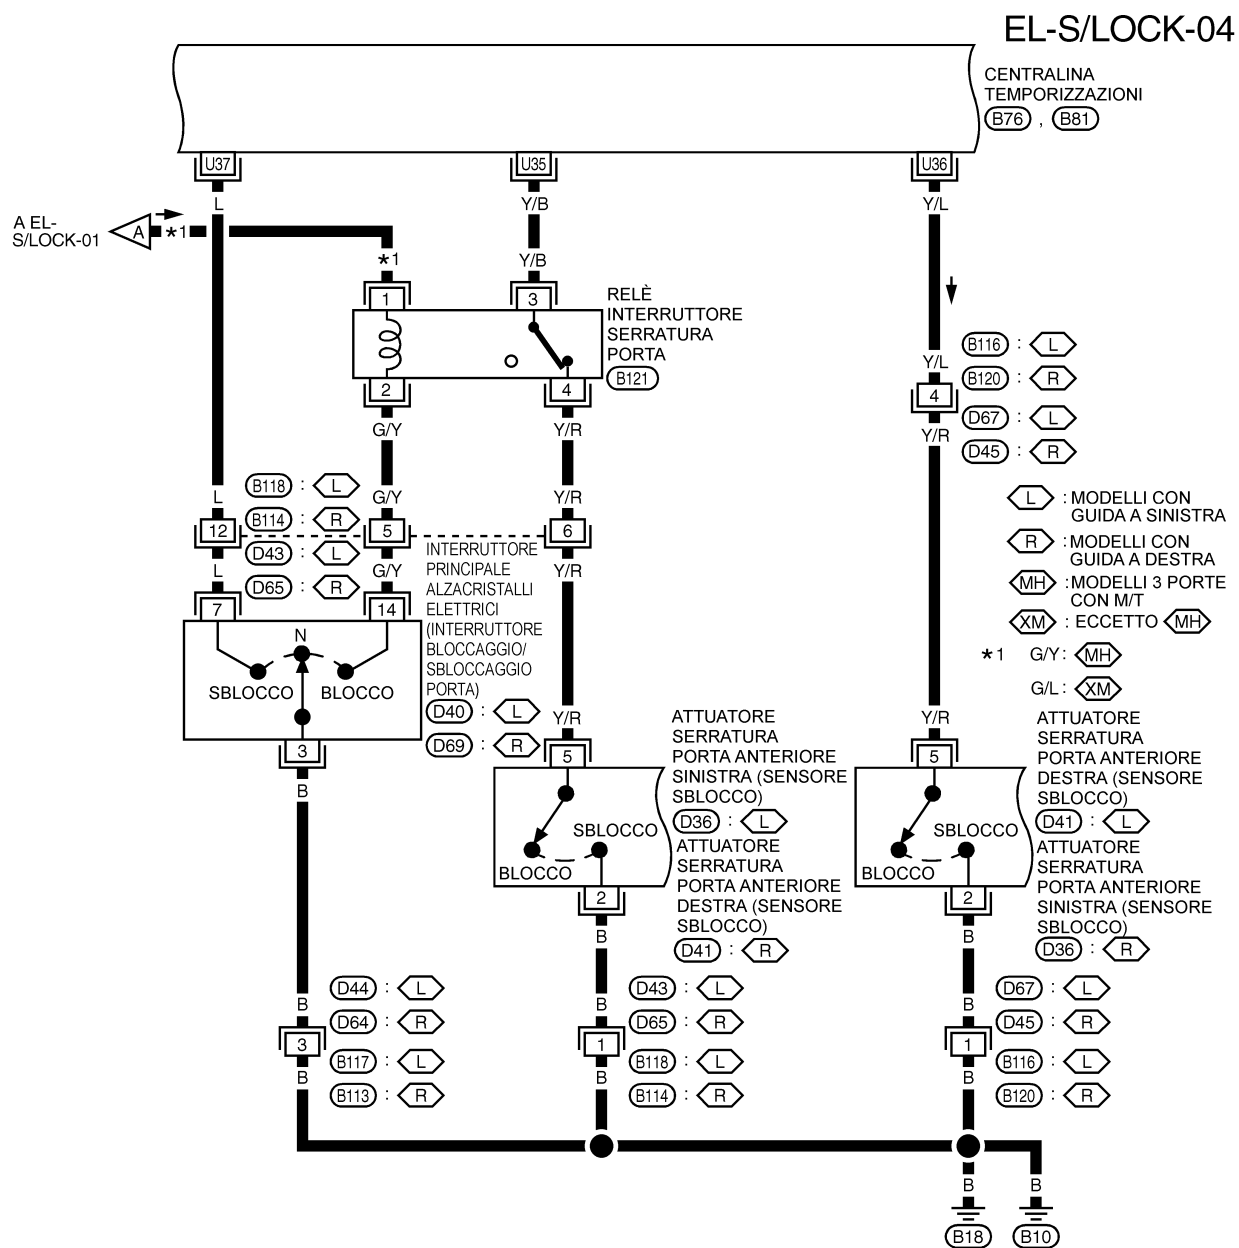 EL-S/LOCK-04
CENTRALINA
TEMPORIZZAZIONI
B76 , B81
U37
U35
U36
L
Y/B
Y/L
A EL-
S/LOCK-01
A
*1
*1
Y/B
1
3
RELÈ
INTERRUTTORE
SERRATURA
PORTA
B121
2
4
G/Y
Y/R
Y/L
4
Y/R
B116 : L
B120 : R
D67 : L
D45 : R
L : MODELLI CON
GUIDA A SINISTRA
R : MODELLI CON
GUIDA A DESTRA
MH : MODELLI 3 PORTE
CON M/T
XM : ECCETTO MH
*1 G/Y : MH
G/L : XM
L
B118 : L
B114 : R
G/Y
Y/R
12
5
6
D43 : L
D65 : R
L
G/Y
Y/R
INTERRUTTORE
PRINCIPALE
ALZACRISTALLI
ELETTRICI
(INTERRUTTORE
BLOCCAGGIO/
SBLOCCAGGIO
PORTA)
D40 : L
D69 : R
7
14
N
SBLOCCO
BLOCCO
3
B
Y/R
5
ATTUATORE
SERRATURA
PORTA ANTERIORE
SINISTRA (SENSORE
SBLOCCO)
D36 : L
ATTUATORE
SERRATURA
PORTA ANTERIORE
DESTRA (SENSORE
SBLOCCO)
D41 : R
SBLOCCO
BLOCCO
2
B
Y/R
5
ATTUATORE
SERRATURA
PORTA ANTERIORE
DESTRA (SENSORE
SBLOCCO)
D41 : L
ATTUATORE
SERRATURA
PORTA ANTERIORE
SINISTRA (SENSORE
SBLOCCO)
D36 : R
SBLOCCO
BLOCCO
2
B
B
3
B
D44 : L
D64 : R
B117 : L
B113 : R
B
1
B
D43 : L
D65 : R
B118 : L
B114 : R
B
1
B
D67 : L
D45 : R
B116 : L
B120 : R
B
B
B18
B10